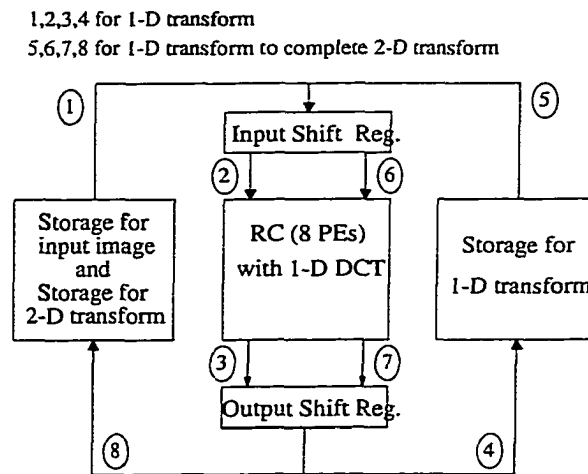 1,2,3,4 for 1-D transform
5,6,7,8 for 1-D transform to complete 2-D transform
1
5
Input Shift Reg.
2
6
Storage for
input image
and
Storage for
2-D transform
RC (8 PEs)
with 1-D DCT
Storage for
1-D transform
3
7
Output Shift Reg.
8
4